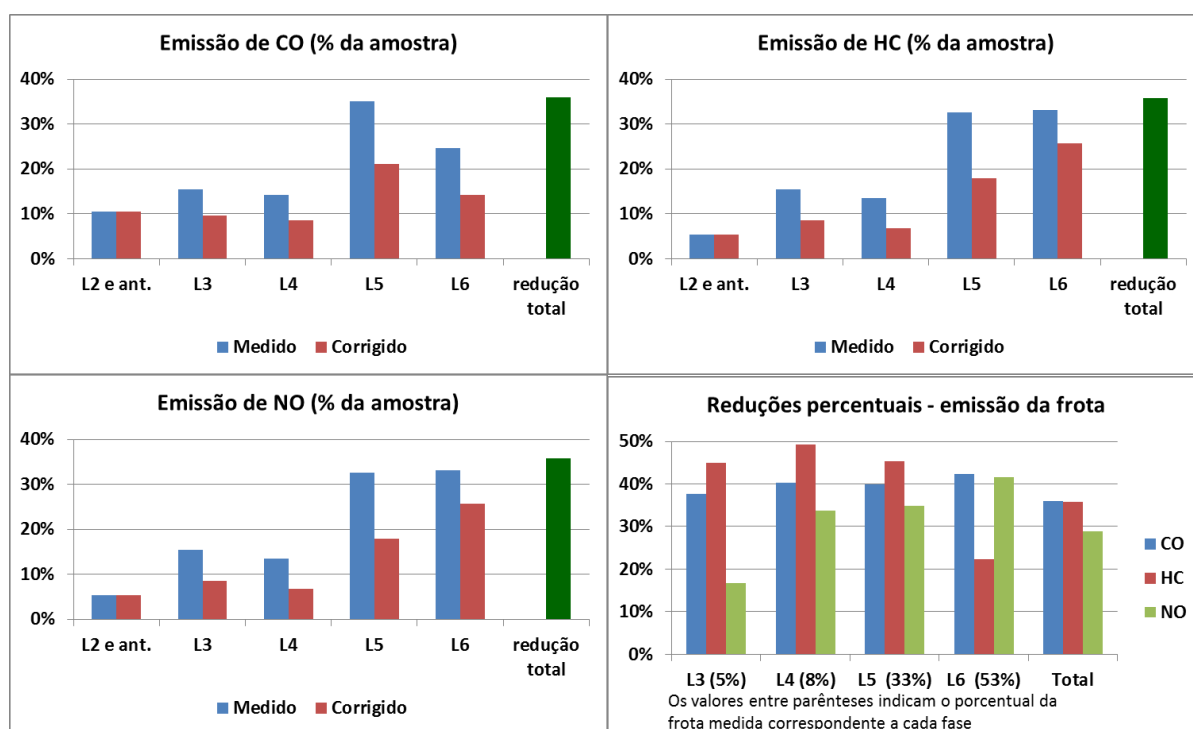 Emissão de CO (% da amostra)
40%
30%
20%
10%
0%
L2 e ant. L3 L4 L5 L6 redução
total
Medido Corrigido
Emissão de HC (% da amostra)
40%
30%
20%
10%
0%
L2 e ant. L3 L4 L5 L6 redução
total
Medido Corrigido
Emissão de NO (% da amostra)
40%
30%
20%
10%
0%
L2 e ant. L3 L4 L5 L6 redução
total
Medido Corrigido
Reduções percentuais - emissão da frota
50%
40%
30%
20%
10%
0%
CO
HC
NO
L3 (5%) L4 (8%) L5 (33%) L6 (53%) Total
Os valores entre parênteses indicam o porcentual da
frota medida correspondente a cada fase